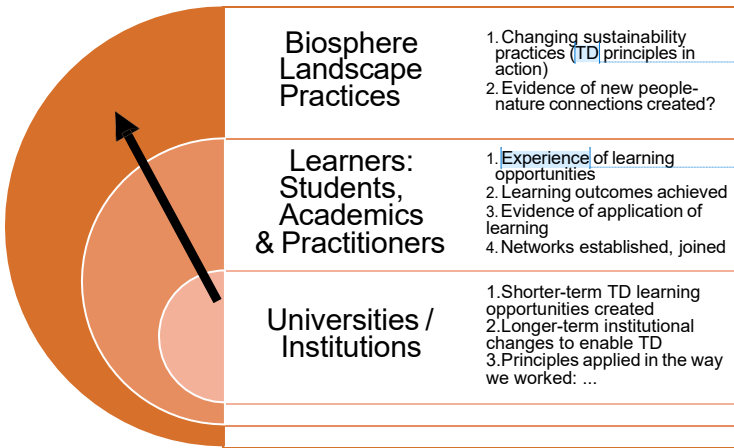 Biosphere
Landscape
Practices
1. Changing sustainability
practices (TD principles in
action)
2. Evidence of new people-
nature connections created?
Learners:
Students,
Academics
& Practitioners
1. Experience of learning
opportunities
2. Learning outcomes achieved
3. Evidence of application of
learning
4. Networks established, joined
Universities /
Institutions
1.Shorter-term TD learning
opportunities created
2.Longer-term institutional
changes to enable TD
3.Principles applied in the way
we worked: ...